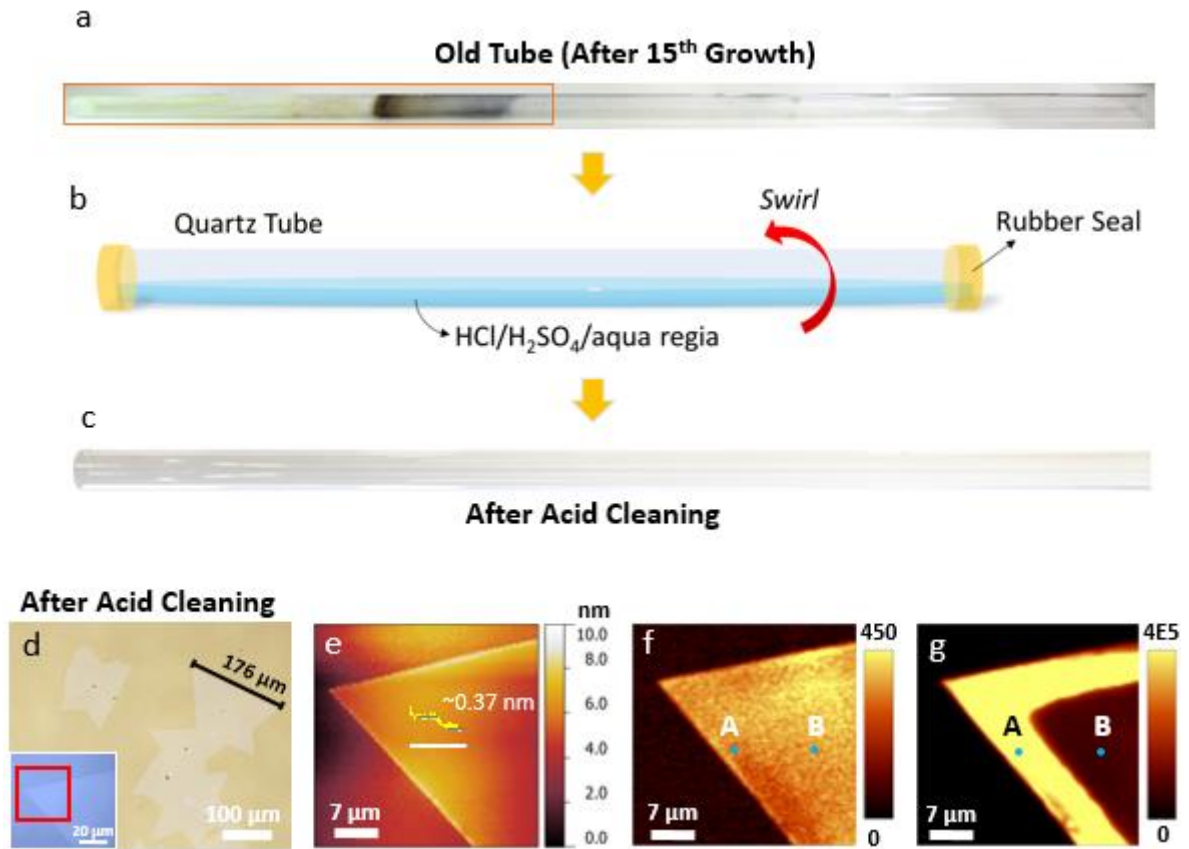 a
Old Tube (After 15th Growth)
b
Quartz Tube
Swirl
Rubber Seal
HCl/H2SO4/aqua regia
c
After Acid Cleaning
After Acid Cleaning
d
176 µm
20 µm
100 µm
e
~0.37 nm
7 µm
nm
10.0
8.0
6.0
4.0
2.0
0.0
f
A
B
7 µm
450
0
g
A
B
7 µm
4E5
0